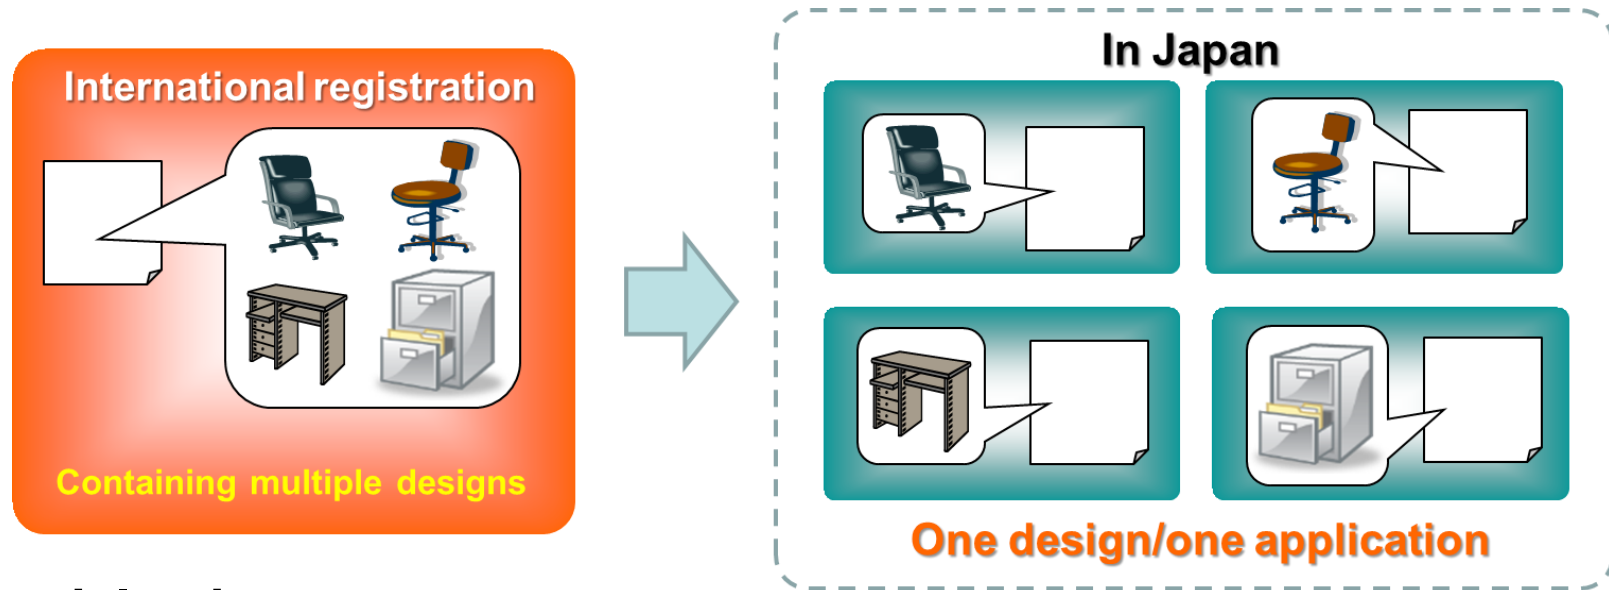 International registration
Containing multiple designs
In Japan
One design/one application